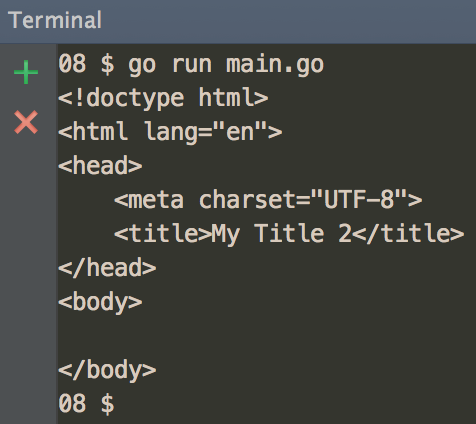 Terminal
08 $ go run main.go
<!doctype html>
<html lang="en">
<head>
    <meta charset="UTF-8">
    <title>My Title 2</title>
</head>
<body>

</body>
08 $